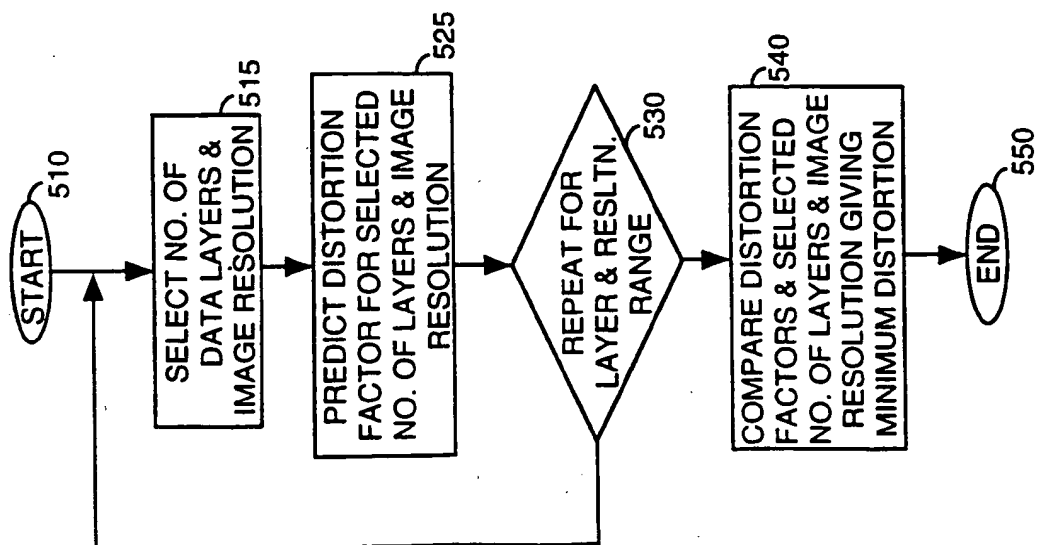 START
510
SELECT NO. OF
DATA LAYERS &
IMAGE RESOLUTION
515
PREDICT DISTORTION
FACTOR FOR SELECTED
NO. OF LAYERS & IMAGE
RESOLUTION
525
REPEAT FOR
LAYER & RESLTN.
RANGE
530
COMPARE DISTORTION
FACTORS & SELECTED
NO. OF LAYERS & IMAGE
RESOLUTION GIVING
MINIMUM DISTORTION
540
END
550